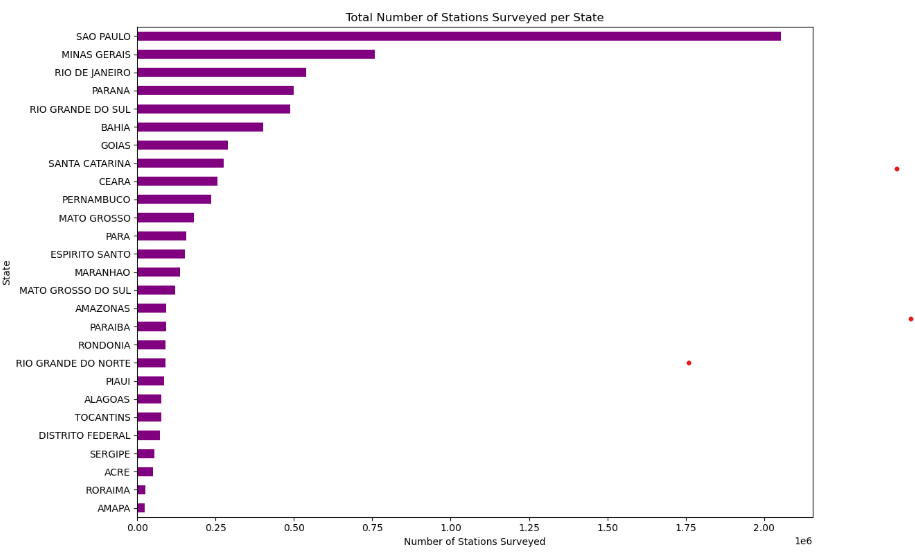 Total Number of Stations Surveyed per State
SAO PAULO
MINAS GERAIS
RIO DE JANEIRO
PARANA
RIO GRANDE DO SUL
BAHIA
GOIAS
SANTA CATARINA
CEARA
PERNAMBUCO
MATO GROSSO
PARA
ESPIRITO SANTO
MARANHAO
MATO GROSSO DO SUL
AMAZONAS
PARAIBA
RONDONIA
RIO GRANDE DO NORTE
PIAUI
ALAGOAS
TOCANTINS
DISTRITO FEDERAL
SERGIPE
ACRE
RORAIMA
AMAPA
State
0.00 0.25 0.50 0.75 1.00 1.25 1.50 1.75 2.00
1e6
Number of Stations Surveyed